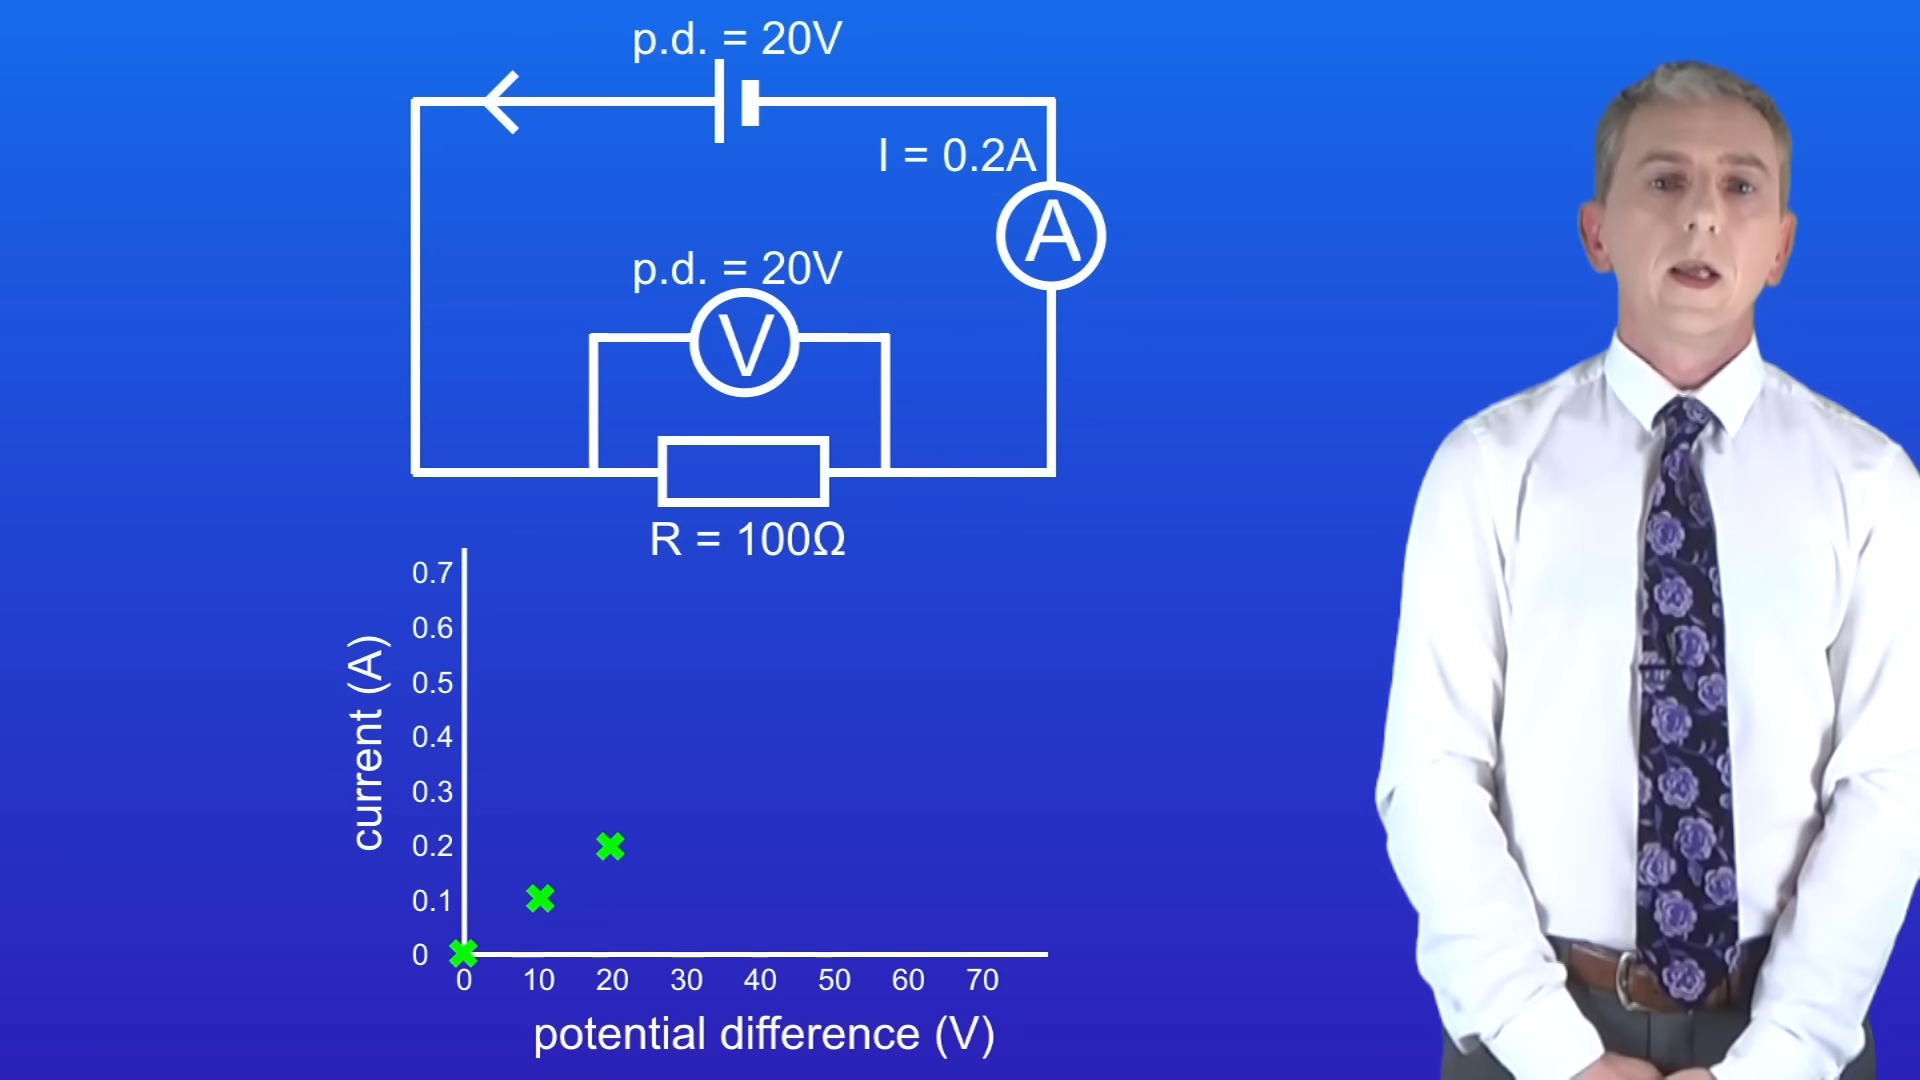 p.d. = 20V
I = 0.2A
A
p.d. = 20V
V
R = 100Ω
current (A)
0.7
0.6
0.5
0.4
0.3
0.2
0.1
0
0 10 20 30 40 50 60 70
potential difference (V)